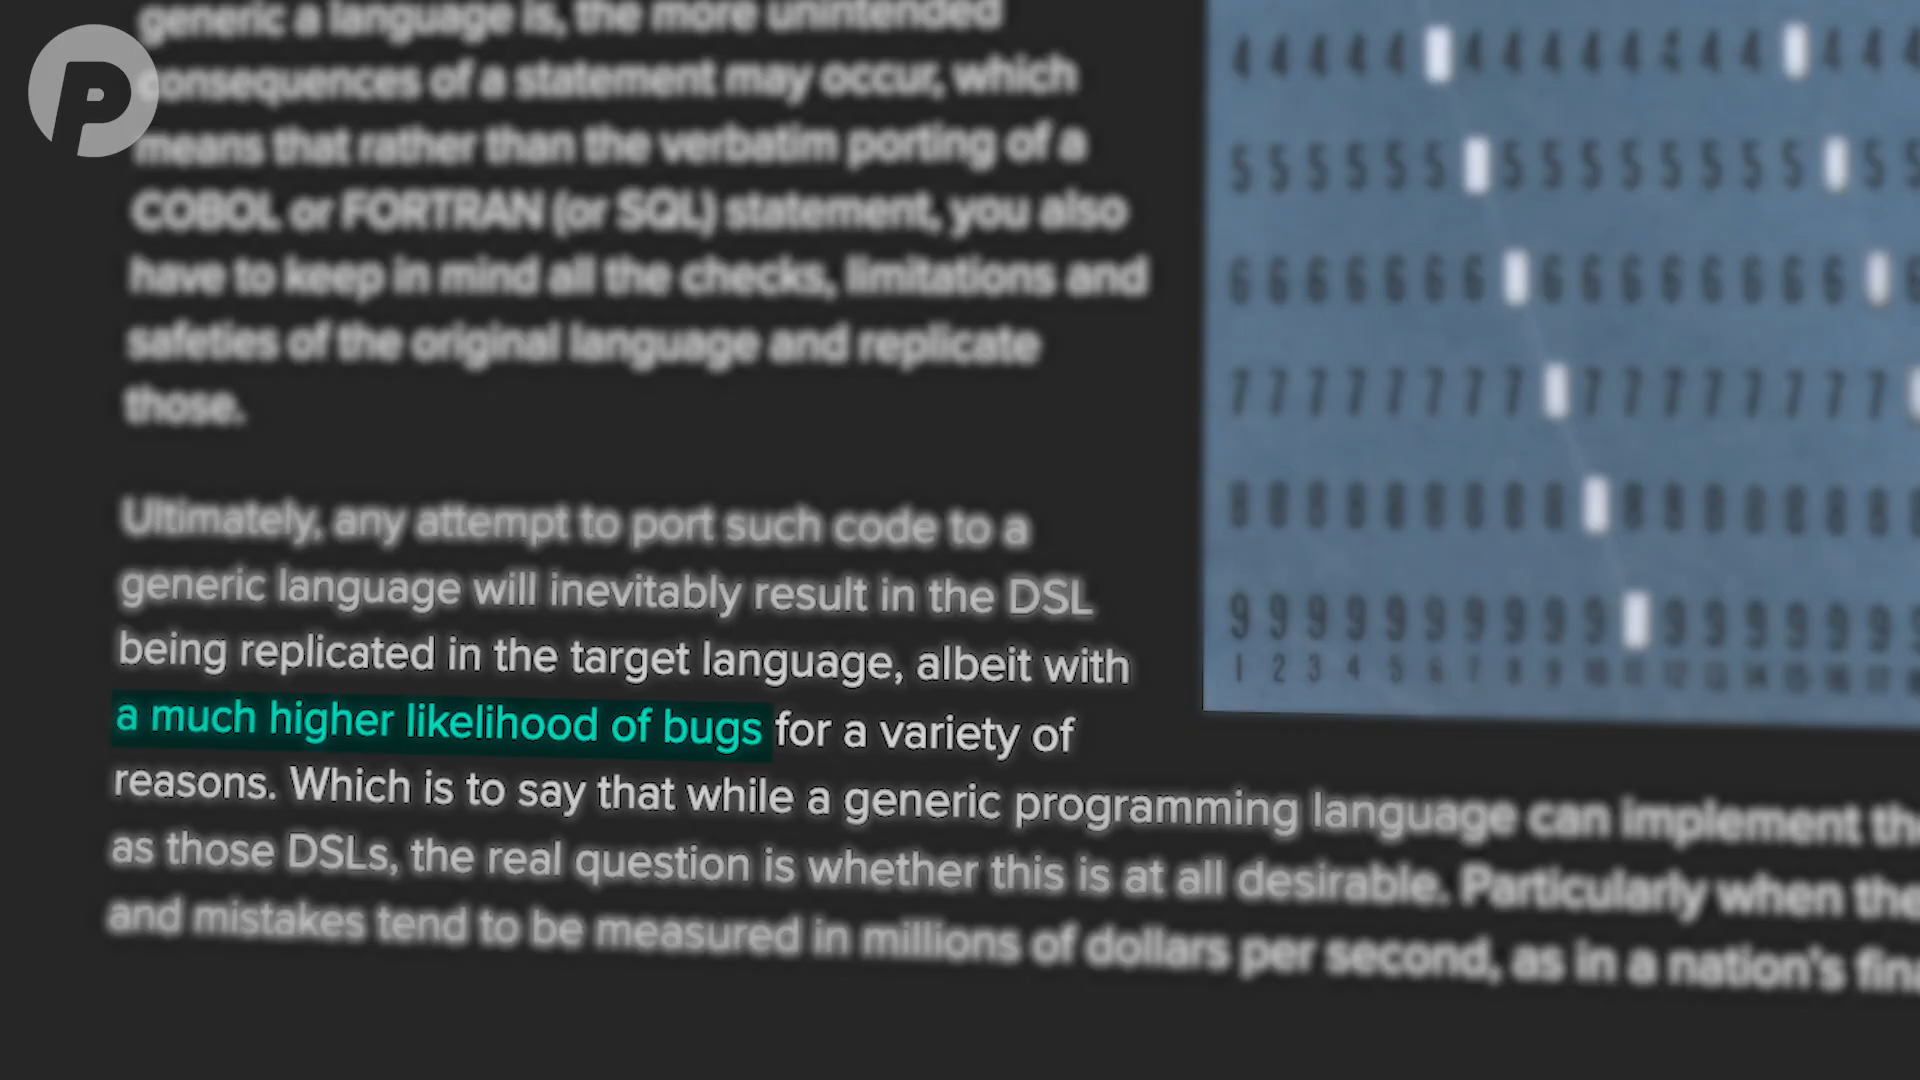 generic a language is, the more unintended
consequences of a statement may occur, which
means that rather than the verbatim porting of a
COBOL or FORTRAN (or SQL) statement, you also
have to keep in mind all the checks, limitations and
safeties of the original language and replicate
those.
Ultimately, any attempt to port such code to a
generic language will inevitably result in the DSL
being replicated in the target language, albeit with
a much higher likelihood of bugs for a variety of
reasons. Which is to say that while a generic programming language can implement
as those DSLs, the real question is whether this is at all desirable. Particularly when
and mistakes tend to be measured in millions of dollars per second, as in a nation's
4 4 4 4 4 4 4 4 4 4 4 4 4 4 4
5 5 5 5 5 5 5 5 5 5 5 5 5 5 5 5
6 6 6 6 6 6 6 6 6 6 6 6 6 6 6
7 7 7 7 7 7 7 7 7 7 7 7 7 7 7 7
8 8 8 8 8 8 8 8 8 8 8 8 8 8 8 8
9 9 9 9 9 9 9 9 9 9 9 9 9 9 9 9
1 2 3 4 5 6 7 8 9 10 11 12 13 14 15 16 17